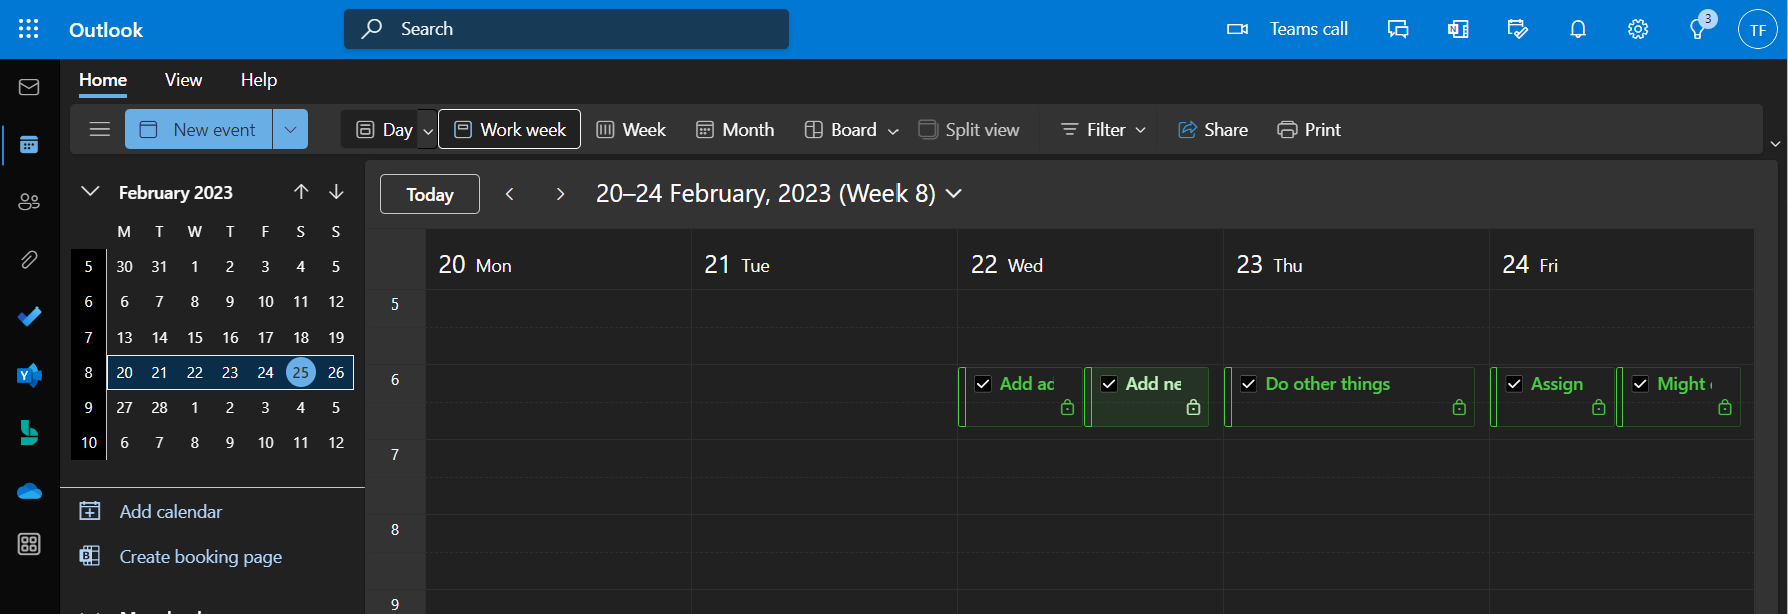 Outlook
Search
Teams call
3
TF
Home View Help
New event
Day Work week Week Month Board Split view Filter Share Print
February 2023
M T W T F S S
5 30 31 1 2 3 4 5
6 6 7 8 9 10 11 12
7 13 14 15 16 17 18 19
8 20 21 22 23 24 25 26
9 27 28 1 2 3 4 5
10 6 7 8 9 10 11 12
Add calendar
Create booking page
Today 20–24 February, 2023 (Week 8)
20 Mon 21 Tue 22 Wed 23 Thu 24 Fri
5
6
Add ad Add ne Do other things Assign Might
7
8
9